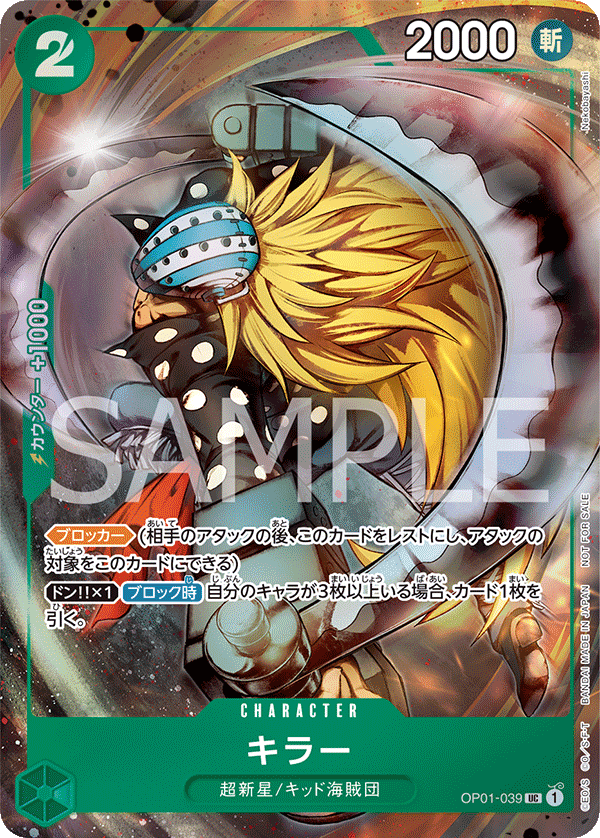 2
2000
斬
Nekobayashi
カウンター +1000
SAMPLE
ブロッカー (相手のアタックの後、このカードをレストにし、アタックの
対象をこのカードにできる)
ドン!!×1 ブロック時 自分のキャラが3枚以上いる場合、カード1枚を
引く。
©E.O./S. ©O./S.・F・T BANDAI MADE IN JAPAN NOT FOR SALE
CHARACTER
キラー
超新星/キッド海賊団
OP01-039 UC 1